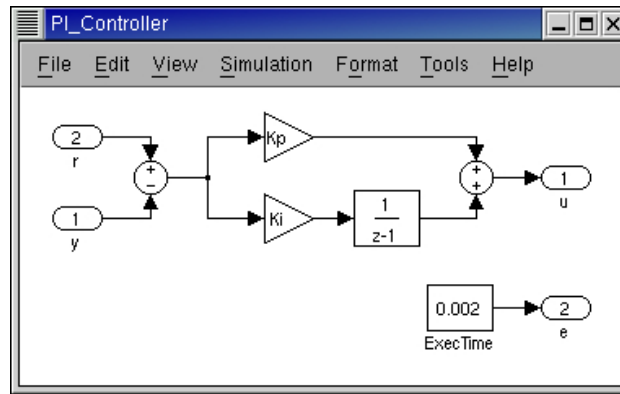 PI_Controller
File Edit View Simulation Format Tools Help
2
r
+
−
1
y
Kp
Ki
1
z-1
+
+
1
u
0.002
ExecTime
2
e